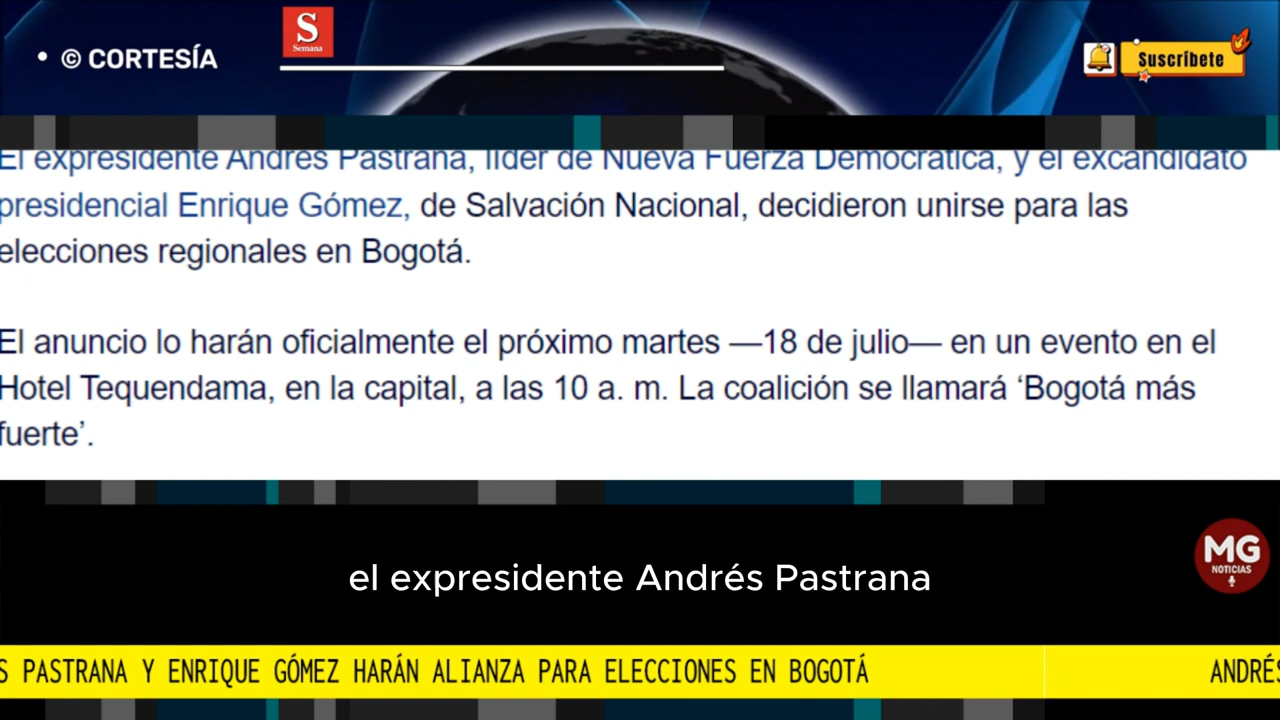 • © CORTESÍA
S
Semana
Suscríbete
El expresidente Andrés Pastrana, líder de Nueva Fuerza Democrática, y el excandidato
presidencial Enrique Gómez, de Salvación Nacional, decidieron unirse para las
elecciones regionales en Bogotá.
El anuncio lo harán oficialmente el próximo martes —18 de julio— en un evento en el
Hotel Tequendama, en la capital, a las 10 a. m. La coalición se llamará ‘Bogotá más
fuerte’.
MG
NOTICIAS
el expresidente Andrés Pastrana
S PASTRANA Y ENRIQUE GÓMEZ HARÁN ALIANZA PARA ELECCIONES EN BOGOTÁ
ANDRÉS